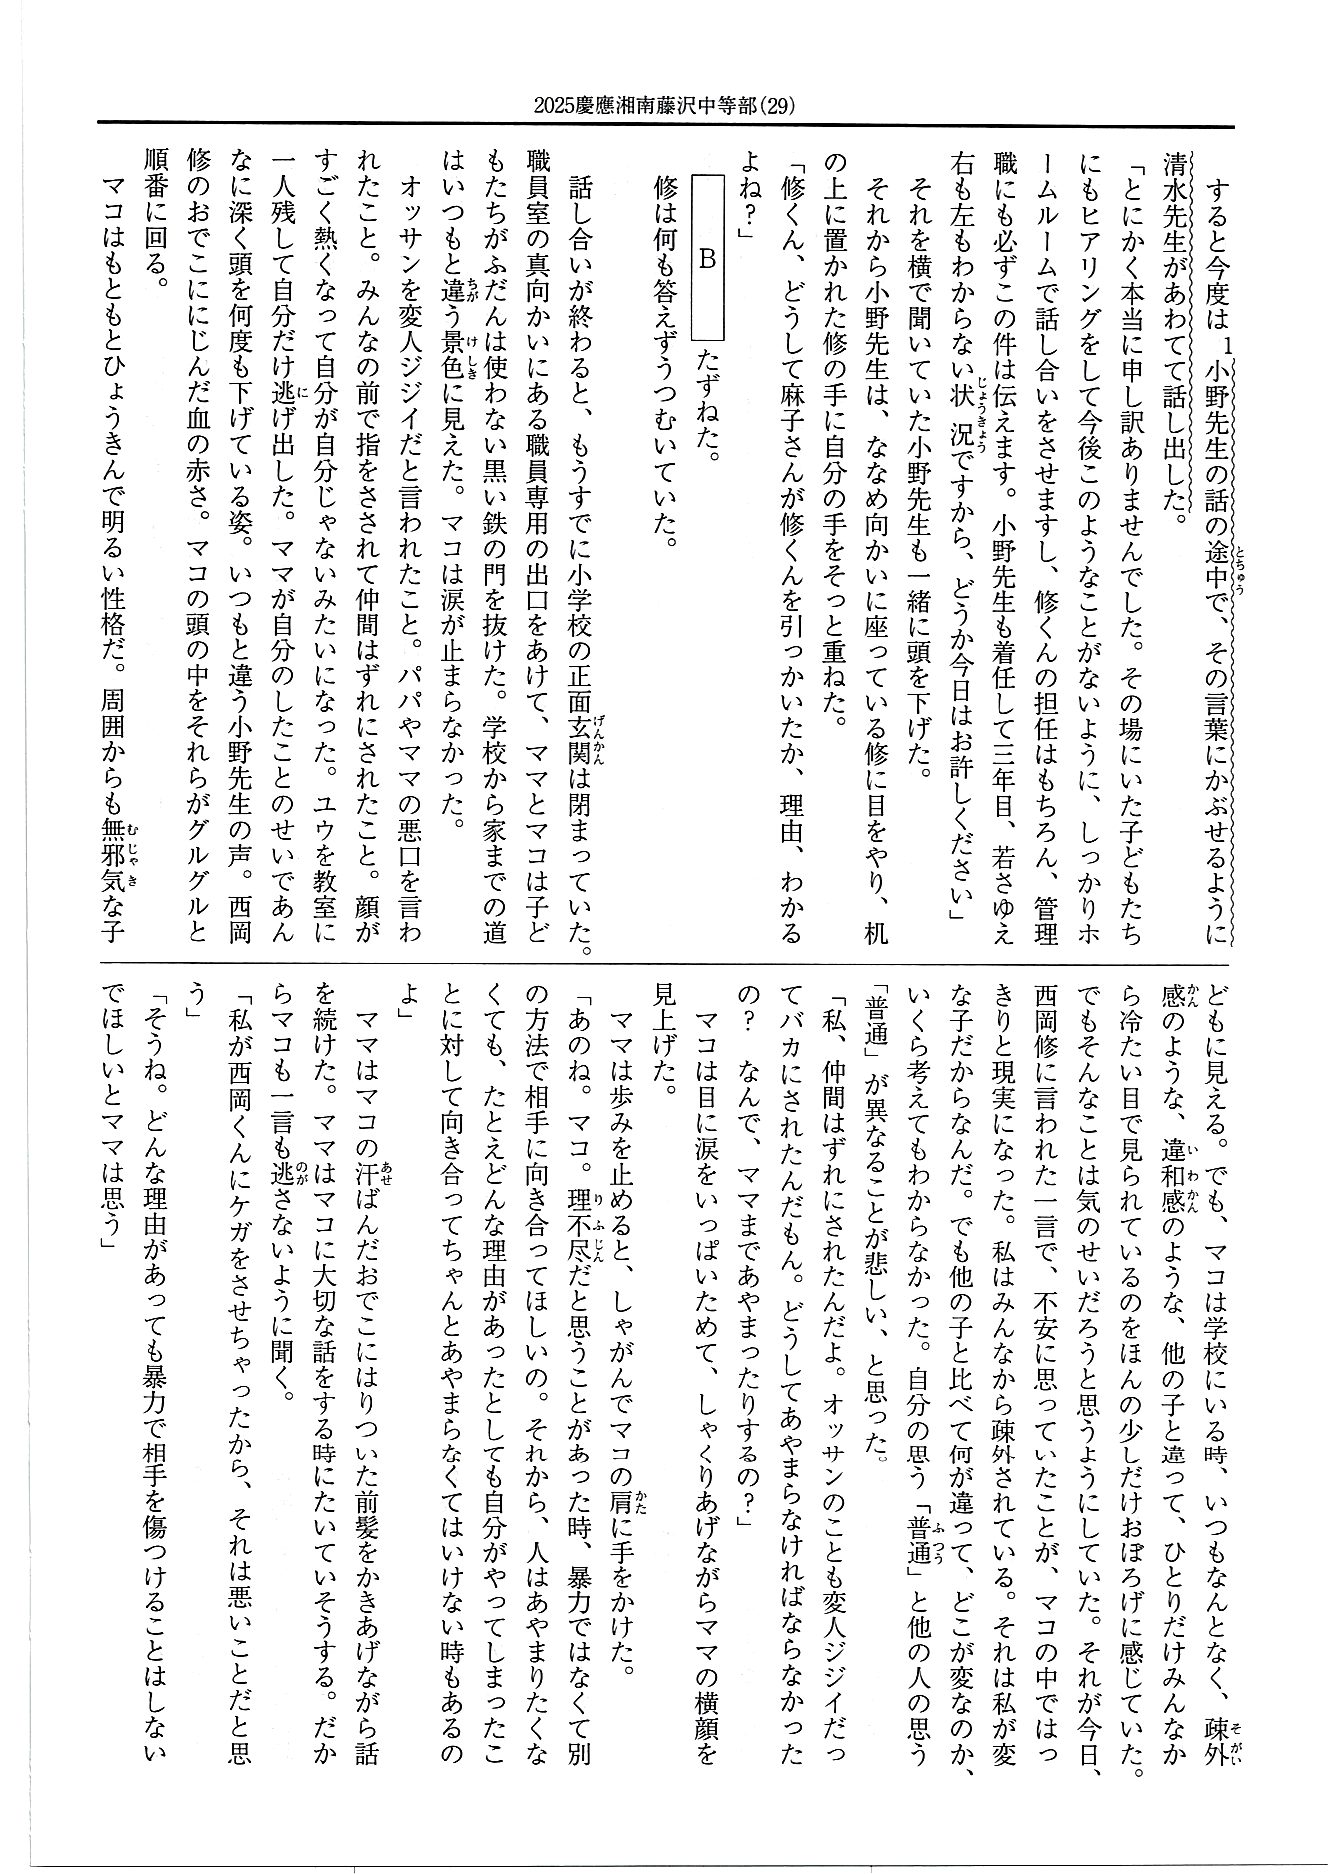 2025慶應湘南藤沢中等部(29)
すると今度は1小野先生の話の途中で、その言葉にかぶせるように
清水先生があわてて話し出した。
「とにかく本当に申し訳ありませんでした。その場にいた子どもたち
にもヒアリングをして今後このようなことがないように、しっかりホ
ームルームで話し合いをさせますし、修くんの担任はもちろん、管理
職にも必ずこの件は伝えます。小野先生も着任して三年目、若さゆえ
右も左もわからない状況ですから、どうか今日はお許しください」
それを横で聞いていた小野先生も一緒に頭を下げた。
それから小野先生は、ななめ向かいに座っている修に目をやり、机
の上に置かれた修の手に自分の手をそっと重ねた。
「修くん、どうして麻子さんが修くんを引っかいたか、理由、わかる
よね？」
B たずねた。
修は何も答えずうつむいていた。
話し合いが終わると、もうすでに小学校の正面玄関は閉まっていた。
職員室の真向かいにある職員専用の出口をあけて、ママとマコは子ど
もたちがふだんは使わない黒い鉄の門を抜けた。学校から家までの道
はいつもと違う景色に見えた。マコは涙が止まらなかった。
オッサンを変人ジジイだと言われたこと。パパやママの悪口を言わ
れたこと。みんなの前で指をさされて仲間はずれにされたこと。顔が
すごく熱くなって自分が自分じゃないみたいになった。ユウを教室に
一人残して自分だけ逃げ出した。ママが自分のしたことのせいであん
なに深く頭を何度も下げている姿。いつもと違う小野先生の声。西岡
修のおでこににじんだ血の赤さ。マコの頭の中をそれらがグルグルと
順番に回る。
マコはもともとひょうきんで明るい性格だ。周囲からも無邪気な子
どもに見える。でも、マコは学校にいる時、いつもなんとなく、疎外
感のような、違和感のような、他の子と違って、ひとりだけみんなか
ら冷たい目で見られているのをほんの少しだけおぼろげに感じていた。
でもそんなことは気のせいだろうと思うようにしていた。それが今日、
西岡修に言われた一言で、不安に思っていたことが、マコの中ではっ
きりと現実になった。私はみんなから疎外されている。それは私が変
な子だからなんだ。でも他の子と比べて何が違って、どこが変なのか、
いくら考えてもわからなかった。自分の思う「普通」と他の人の思う
「普通」が異なることが悲しい、と思った。
「私、仲間はずれにされたんだよ。オッサンのことも変人ジジイだっ
てバカにされたんだもん。どうしてあやまらなければならなかった
の？　なんで、ママまであやまったりするの？」
マコは目に涙をいっぱいためて、しゃくりあげながらママの横顔を
見上げた。
ママは歩みを止めると、しゃがんでマコの肩に手をかけた。
「あのね。マコ。理不尽だと思うことがあった時、暴力ではなくて別
の方法で相手に向き合ってほしいの。それから、人はあやまりたくな
くても、たとえどんな理由があったとしても自分がやってしまったこ
とに対して向き合ってちゃんとあやまらなくてはいけない時もあるの
よ」
ママはマコの汗ばんだおでこにはりついた前髪をかきあげながら話
を続けた。ママはマコに大切な話をする時にたいていそうする。だか
らマコも一言も逃さないように聞く。
「私が西岡くんにケガをさせちゃったから、それは悪いことだと思
う」
「そうね。どんな理由があっても暴力で相手を傷つけることはしない
でほしいとママは思う」